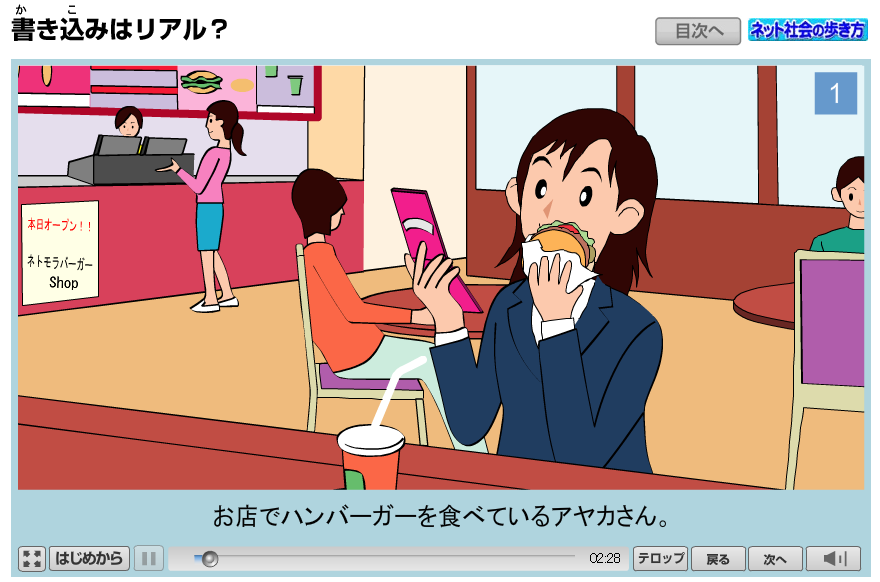 か こ
書き込みはリアル？
目次へ
ネット社会の歩き方
1
本日オープン！！
ネトモラバーガー
Shop
お店でハンバーガーを食べているアヤカさん。
はじめから
02:28
テロップ
戻る
次へ